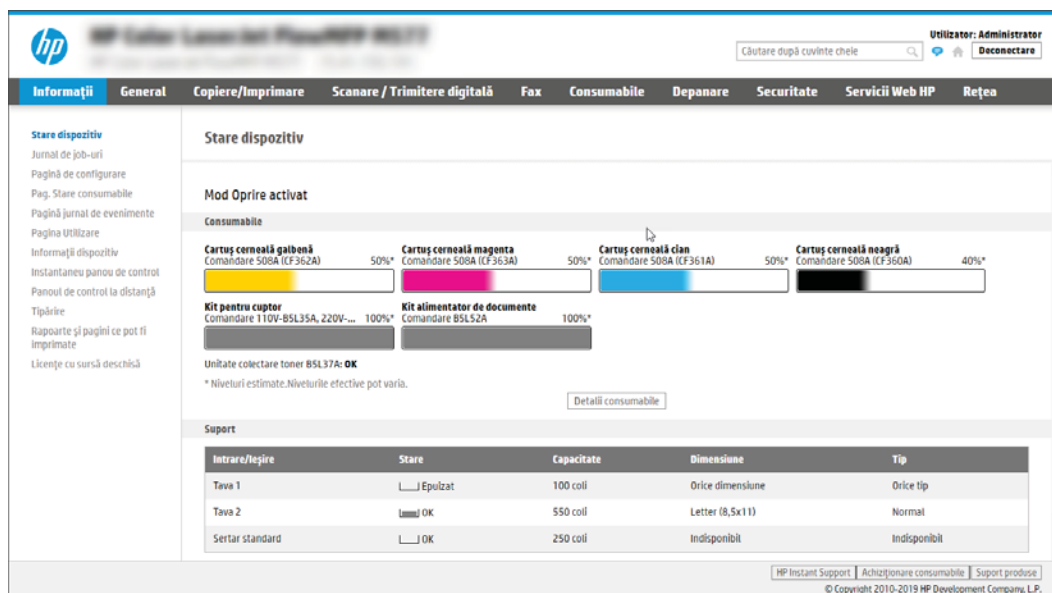 hp
HP Color LaserJet FlowMFP M577
Utilizator: Administrator
Căutare după cuvinte cheie
Deconectare
Informații General Copiere/Imprimare Scanare / Trimitere digitală Fax Consumabile Depanare Securitate Servicii Web HP Rețea
Stare dispozitiv
Jurnal de job-uri
Pagină de configurare
Pag. Stare consumabile
Pagină jurnal de evenimente
Pagina Utilizare
Informații dispozitiv
Instantaneu panou de control
Panoul de control la distanță
Tipărire
Rapoarte și pagini ce pot fi
imprimate
Licențe cu sursă deschisă
Stare dispozitiv
Mod Oprire activat
Consumabile
Cartuș cerneală galbenă
Comandare 508A (CF362A) 50%*
Cartuș cerneală magenta
Comandare 508A (CF363A) 50%*
Cartuș cerneală cian
Comandare 508A (CF361A) 50%*
Cartuș cerneală neagră
Comandare 508A (CF360A) 40%*
Kit pentru cuptor
Comandare 110V-B5L35A, 220V-... 100%*
Kit alimentator de documente
Comandare B5L52A 100%*
Unitate colectare toner B5L37A: OK
* Niveluri estimate.Nivelurile efective pot varia.
Detalii consumabile
Suport
Intrare/Ieșire Stare Capacitate Dimensiune Tip
Tava 1 Epuizat 100 coli Orice dimensiune Orice tip
Tava 2 OK 550 coli Letter (8,5x11) Normal
Sertar standard OK 250 coli Indisponibil Indisponibil
HP Instant Support Achiziționare consumabile Suport produse
© Copyright 2010-2019 HP Development Company, L.P.